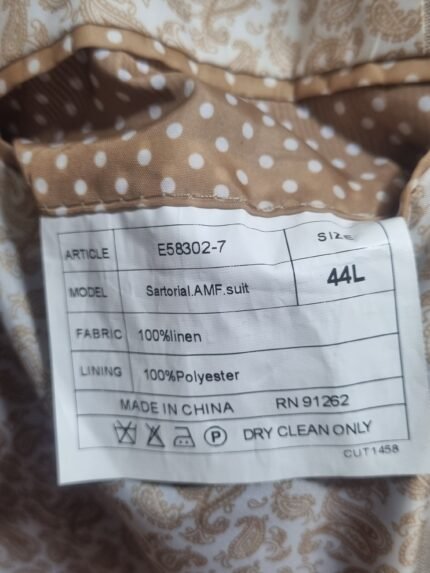 ARTICLE E58302-7 SIZE
MODEL Sartorial.AMF.suit 44L
FABRIC 100%linen
LINING 100%Polyester
MADE IN CHINA RN 91262
P DRY CLEAN ONLY
CUT1458